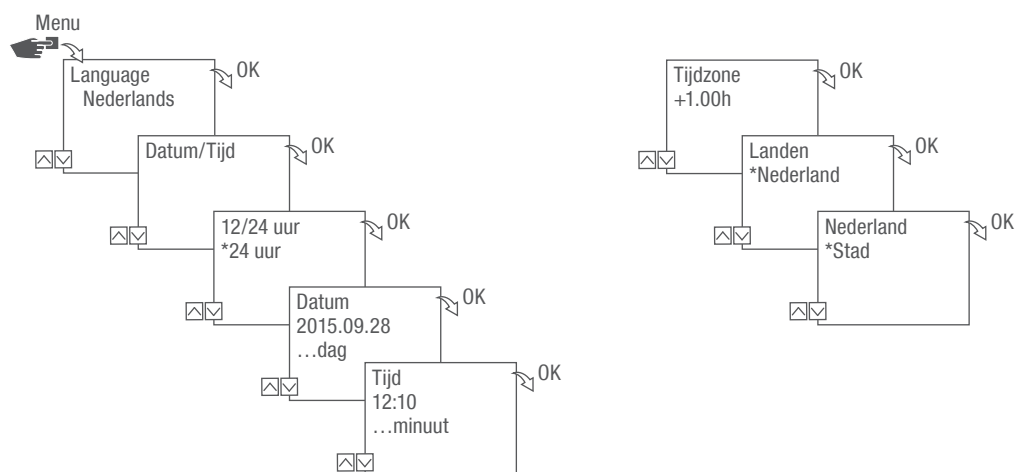 Menu
Language
Nederlands
OK
Datum/Tijd
OK
12/24 uur
*24 uur
OK
Datum
2015.09.28
…dag
OK
Tijd
12:10
…minuut
OK
Tijdzone
+1.00h
OK
Landen
*Nederland
OK
Nederland
*Stad
OK